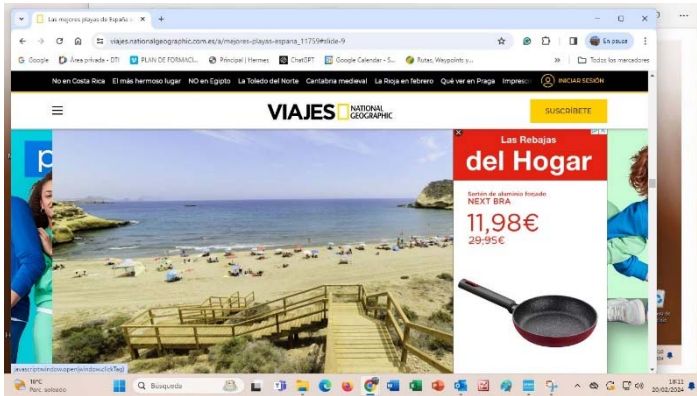 Las mejores playas de España
viajes.nationalgeographic.com.es/a/mejores-playas-espana_11759#slide-9
En pausa
Google
Área privada - DTI
PLAN DE FORMACI...
Principal | Hermes
ChatGPT
Google Calendar - S...
Rutas, Waypoints y...
Todos los marcadores
No en Costa Rica El más hermoso lugar NO en Egipto La Toledo del Norte Cantabria medieval La Rioja en febrero Qué ver en Praga Impresc
INICIAR SESIÓN
VIAJES NATIONAL
GEOGRAPHIC
SUSCRÍBETE
p
Las Rebajas
del Hogar
Sartén de aluminio forjado
NEXT BRA
11,98€
29,95€
javascript:window.open(window.clickTag)
18°C
Parc. soleado
Búsqueda
18:11
20/02/2024